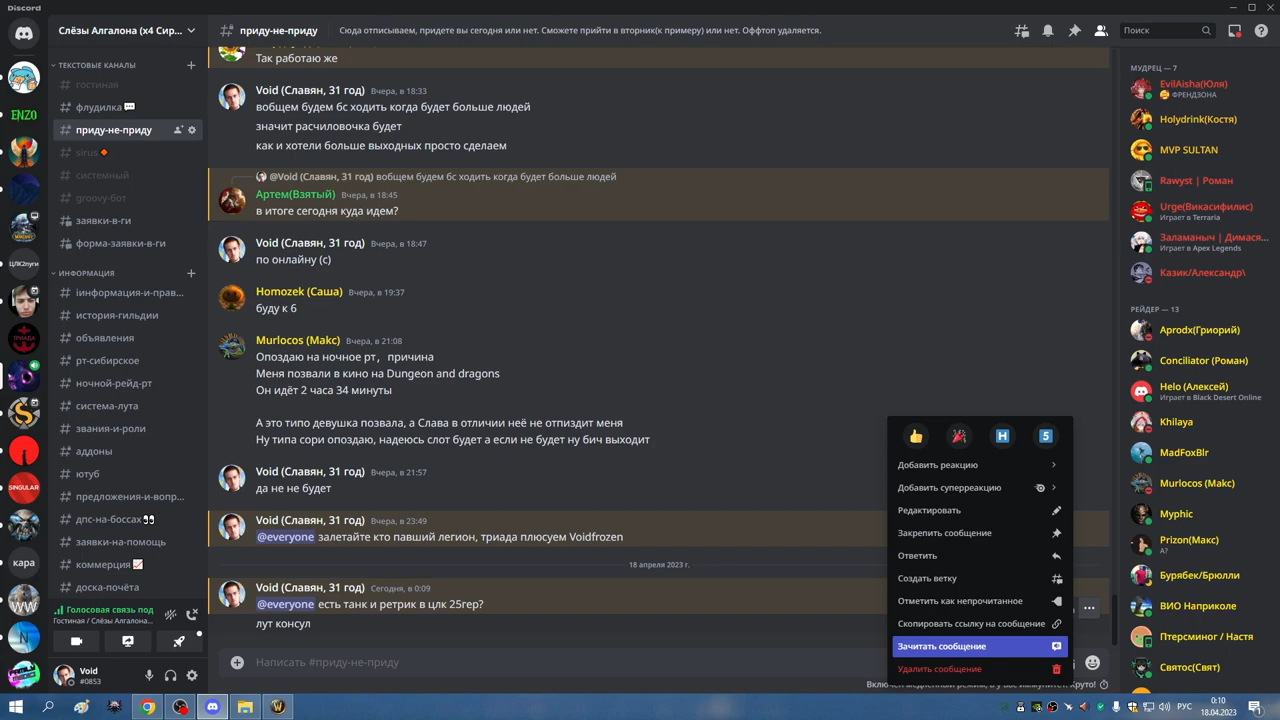 Discord
Слёзы Алгалона (x4 Сир...
приду-не-приду
Сюда отписываем, придете вы сегодня или нет. Сможете прийти в вторник(к примеру) или нет. Оффтоп удаляется.
Поиск
ENZO
ЦЛК2пуги
ТРИАДА
SINGULAR
кара
WW
ТЕКСТОВЫЕ КАНАЛЫ
гостиная
флудилка
приду-не-приду
sirus
системный
groovy-бот
заявки-в-ги
форма-заявки-в-ги
ИНФОРМАЦИЯ
iинформация-и-прав...
история-гильдии
объявления
рт-сибирское
ночной-рейд-рт
система-лута
звания-и-роли
аддоны
ютуб
предложения-и-вопр...
дпс-на-боссах
заявки-на-помощь
коммерция
доска-почёта
Голосовая связь под
Гостиная / Слёзы Алгалона...
Void
#0853
Так работаю же
Void (Славян, 31 год) Вчера, в 18:33
вобщем будем бс ходить когда будет больше людей
значит расчиловочка будет
как и хотели больше выходных просто сделаем
@Void (Славян, 31 год) вобщем будем бс ходить когда будет больше людей
Артем(Взятый) Вчера, в 18:45
в итоге сегодня куда идем?
Void (Славян, 31 год) Вчера, в 18:47
по онлайну (с)
Homozek (Саша) Вчера, в 19:37
буду к 6
Murlocos (Макс) Вчера, в 21:08
Опоздаю на ночное рт, причина
Меня позвали в кино на Dungeon and dragons
Он идёт 2 часа 34 минуты
А это типо девушка позвала, а Слава в отличии неё не отпиздит меня
Ну типа сори опоздаю, надеюсь слот будет а если не будет ну бич выходит
Void (Славян, 31 год) Вчера, в 21:57
да не не будет
Void (Славян, 31 год) Вчера, в 23:49
@everyone залетайте кто павший легион, триада плюсуем Voidfrozen
18 апреля 2023 г.
Void (Славян, 31 год) Сегодня, в 0:09
@everyone есть танк и ретрик в цлк 25гер?
лут консул
Написать #приду-не-приду
H
5
Добавить реакцию
Добавить суперреакцию
Редактировать
Закрепить сообщение
Ответить
Создать ветку
Отметить как непрочитанное
Скопировать ссылку на сообщение
Зачитать сообщение
Удалить сообщение
МУДРЕЦ — 7
EvilAisha(Юля)
ФРЕНДЗОНА
Holydrink(Костя)
MVP SULTAN
Rawyst | Роман
Urge(Викасифилис)
Играет в Terraria
Заламаныч | Димася...
Играет в Apex Legends
Казик/Александр\
РЕЙДЕР — 13
Aprodx(Гриорий)
Conciliator (Роман)
Helo (Алексей)
Играет в Black Desert Online
Khilaya
MadFoxBlr
Murlocos (Макс)
Myphic
Prizon(Макс)
А?
Бурябек/Брюлли
ВИО Наприколе
Птерсминог / Настя
Святос(Свят)
РУС
0:10
18.04.2023
1